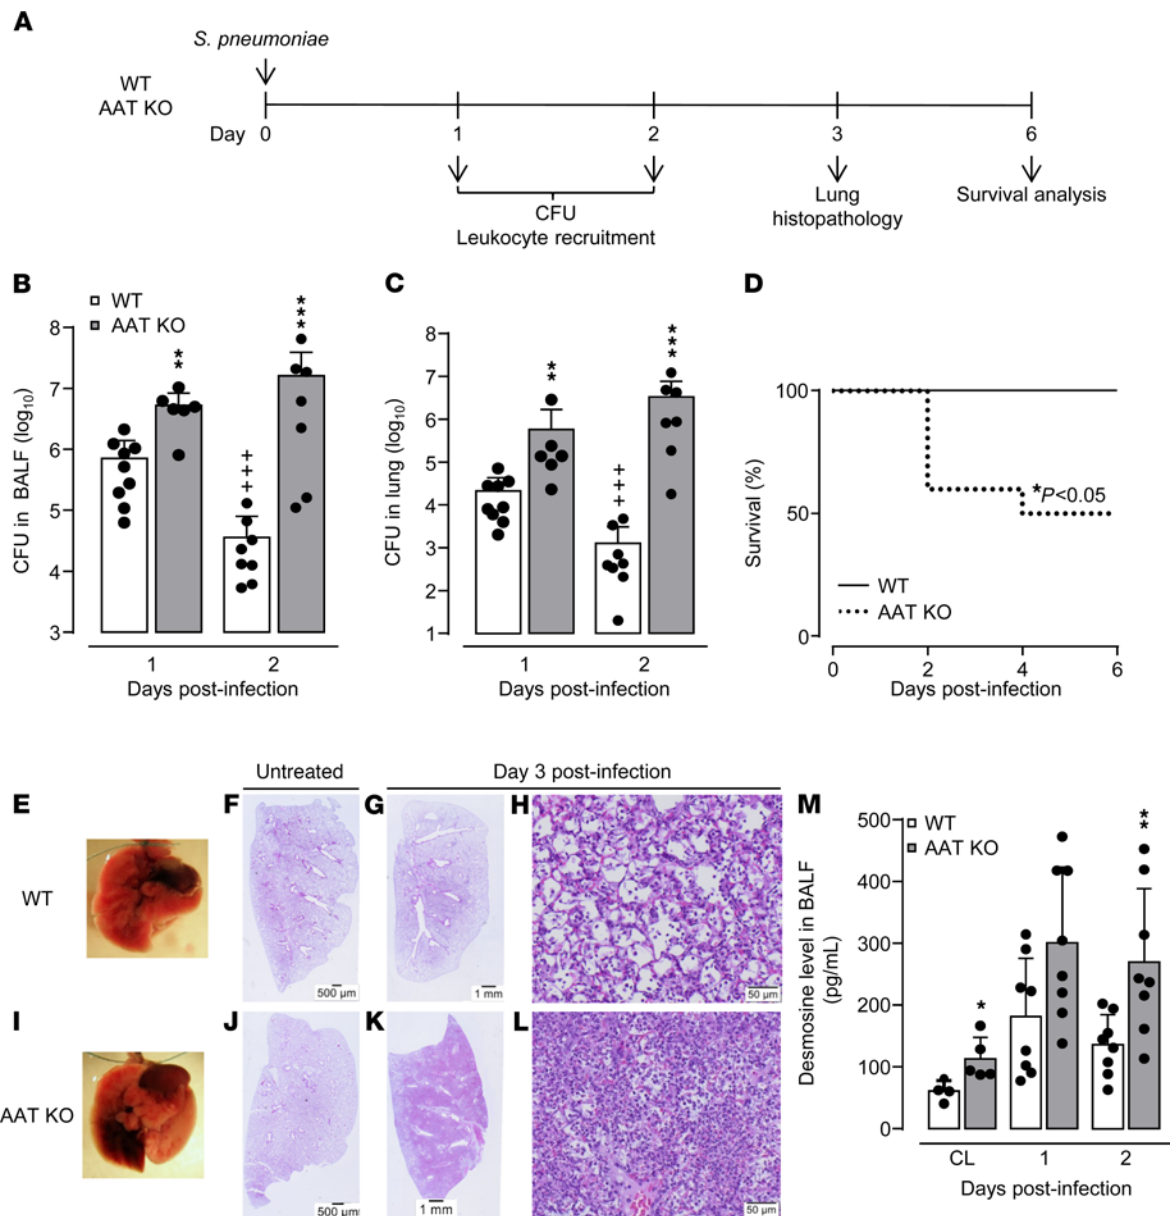 A
S. pneumoniae
WT
AAT KO
Day 0 1 2 3 6
CFU
Leukocyte recruitment
Lung
histopathology
Survival analysis
B
WT
AAT KO
CFU in BALF (log10)
8
7
6
5
4
3
**
+++
***
1 2
Days post-infection
C
CFU in lung (log10)
8
7
6
5
4
3
2
1
**
+++
***
1 2
Days post-infection
D
Survival (%)
100
50
0
*P<0.05
WT
AAT KO
0 2 4 6
Days post-infection
Untreated
Day 3 post-infection
E
WT
F
500 µm
G
1 mm
H
50 µm
I
AAT KO
J
500 µm
K
1 mm
L
50 µm
M
WT
AAT KO
Desmosine level in BALF
(pg/mL)
500
400
300
200
100
0
*
**
CL 1 2
Days post-infection